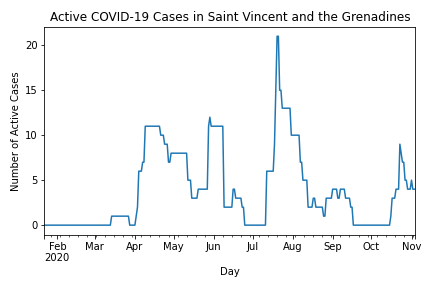 Active COVID-19 Cases in Saint Vincent and the Grenadines
Number of Active Cases
20
15
10
5
0
Feb Mar Apr May Jun Jul Aug Sep Oct Nov
2020
Day